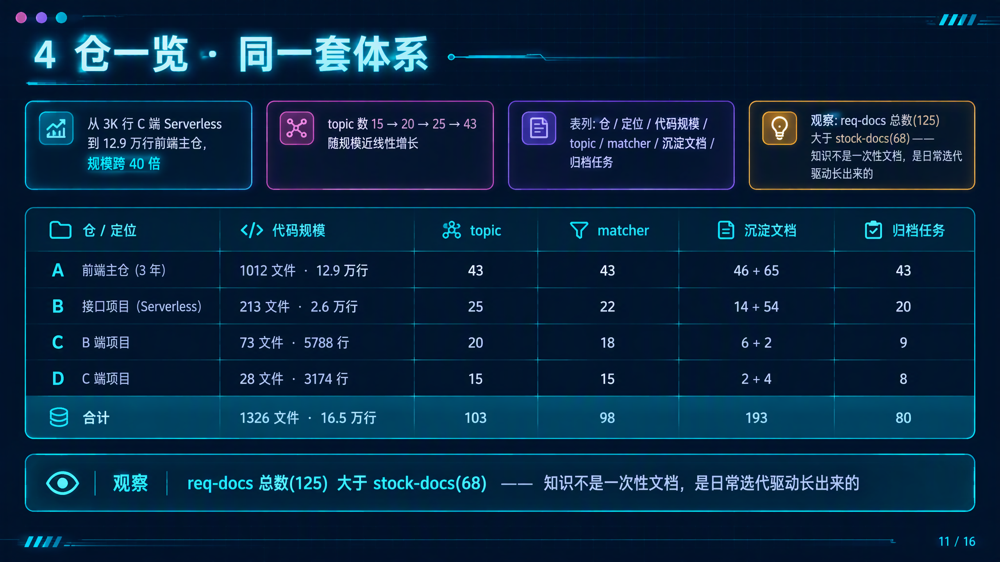 4 仓一览 · 同一套体系
从 3K 行 C 端 Serverless
到 12.9 万行前端主仓，
规模跨 40 倍
topic 数 15 → 20 → 25 → 43
随规模近线性增长
表列: 仓 / 定位 / 代码规模 /
topic / matcher / 沉淀文档 /
归档任务
观察: req-docs 总数(125)
大于 stock-docs(68) ——
知识不是一次性文档，是日常选代
驱动长出来的
仓 / 定位 代码规模 topic matcher 沉淀文档 归档任务
A 前端主仓 (3 年) 1012 文件 · 12.9 万行 43 43 46 + 65 43
B 接口项目 (Serverless) 213 文件 · 2.6 万行 25 22 14 + 54 20
C B 端项目 73 文件 · 5788 行 20 18 6 + 2 9
D C 端项目 28 文件 · 3174 行 15 15 2 + 4 8
合计 1326 文件 · 16.5 万行 103 98 193 80
观察 req-docs 总数(125) 大于 stock-docs(68) —— 知识不是一次性文档，是日常选代驱动长出来的
11 / 16